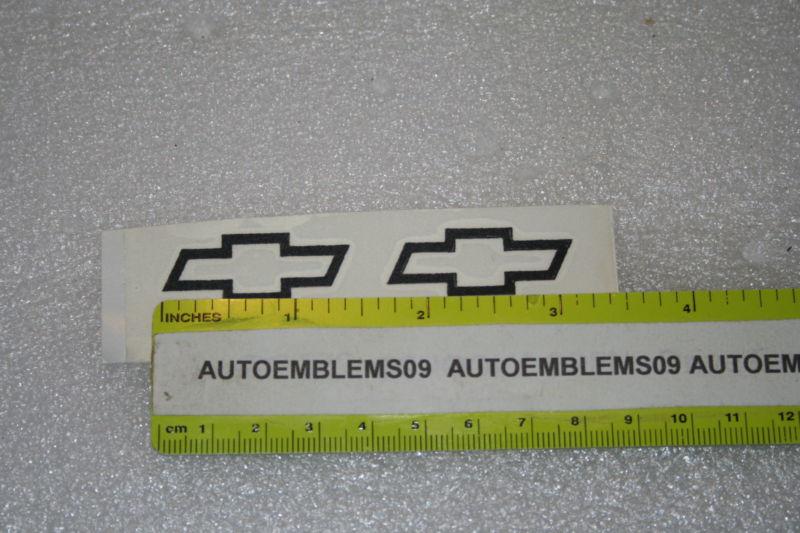 INCHES 1 2 3 4
AUTOEMBLEMS09 AUTOEMBLEMS09 AUTOEM
cm 1 2 3 4 5 6 7 8 9 10 11 12